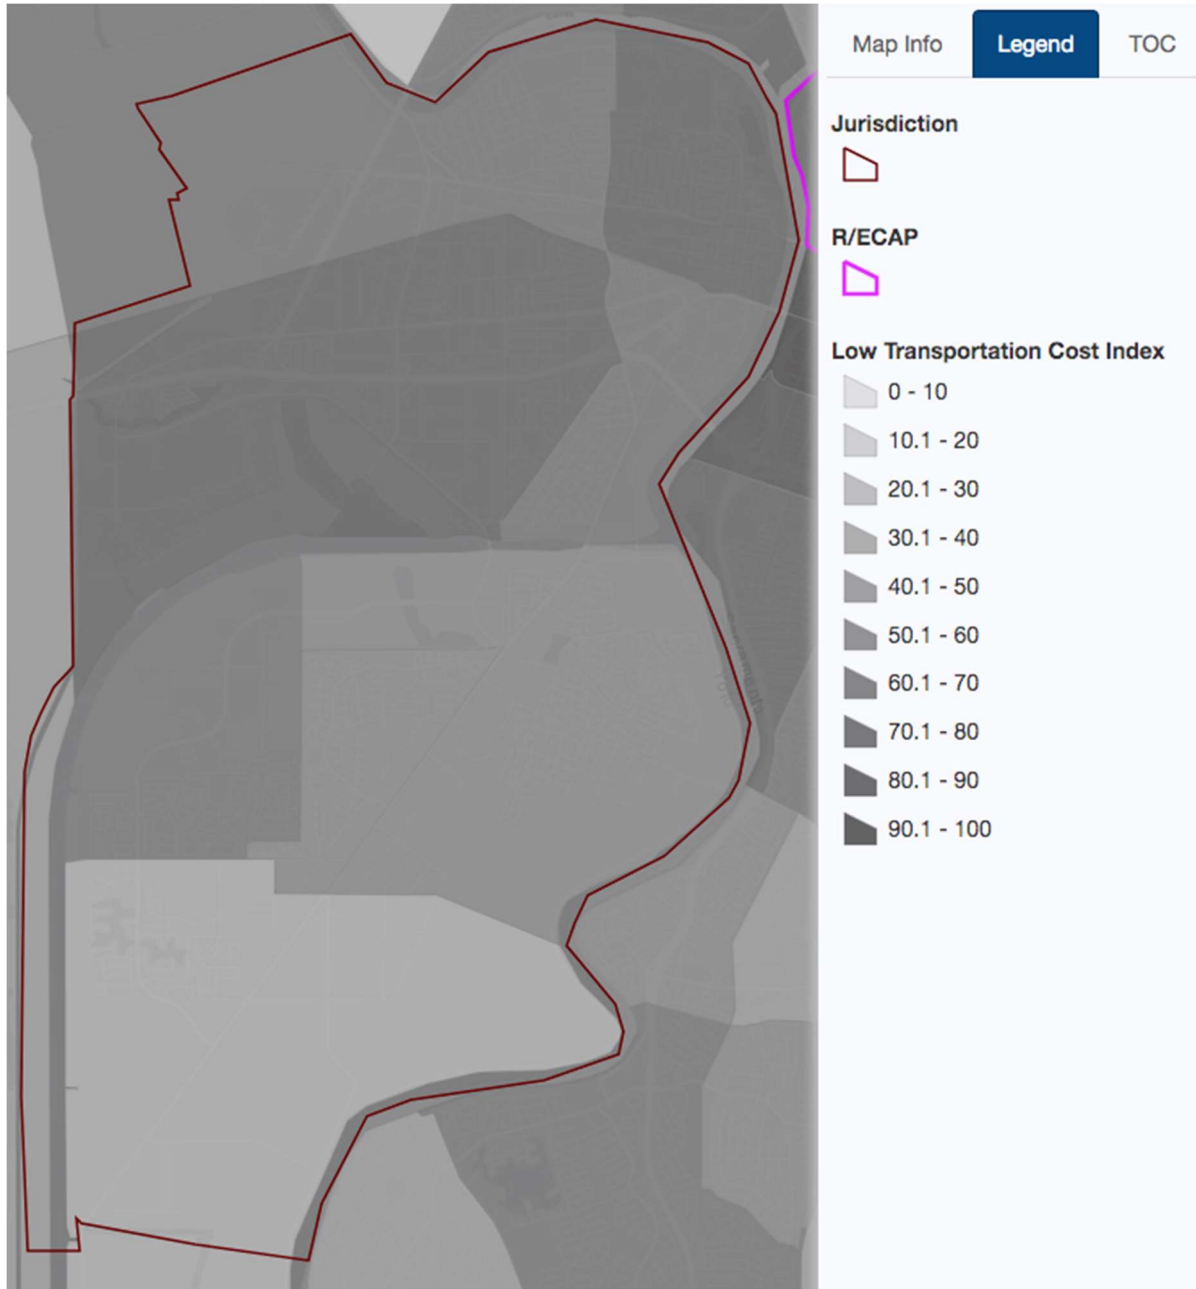 Map Info
Legend
TOC
Jurisdiction
R/ECAP
Low Transportation Cost Index
0 - 10
10.1 - 20
20.1 - 30
30.1 - 40
40.1 - 50
50.1 - 60
60.1 - 70
70.1 - 80
80.1 - 90
90.1 - 100